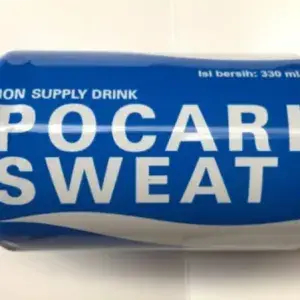 Isi bersih: 330 ml
ION SUPPLY DRINK
POCARI
SWEAT